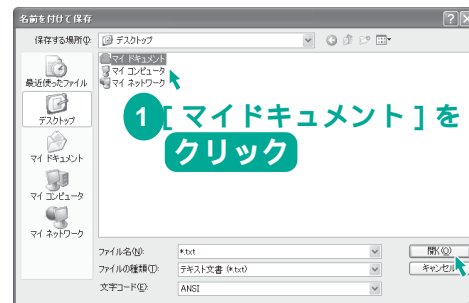 名前を付けて保存
保存する場所(I):
デスクトップ
マイ ドキュメント
マイ コンピュータ
マイ ネットワーク
最近使ったファイル
デスクトップ
マイ ドキュメント
マイ コンピュータ
マイ ネットワーク
1 [ マイドキュメント ] を
クリック
ファイル名(N):
*.txt
開く(O)
ファイルの種類(T):
テキスト文書 (*.txt)
キャンセル
文字コード(E):
ANSI